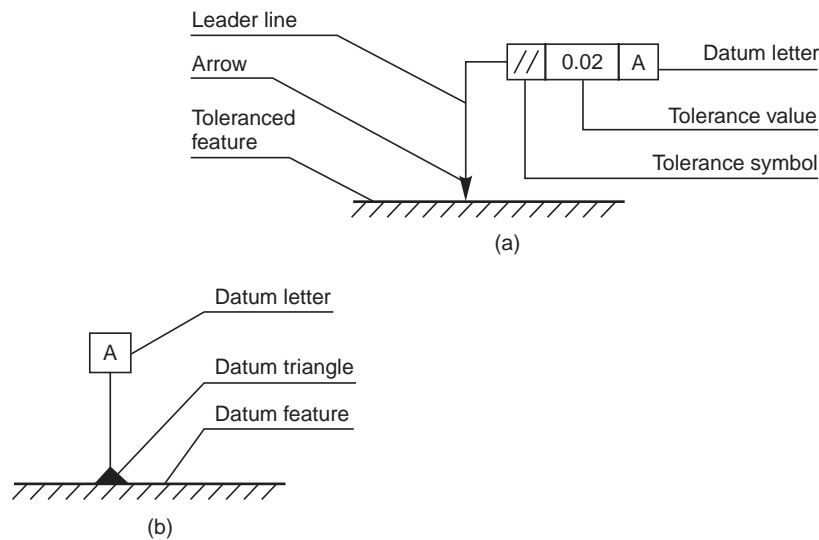 Leader line
Arrow
Toleranced
feature
// 0.02 A
Datum letter
Tolerance value
Tolerance symbol
(a)
Datum letter
A
Datum triangle
Datum feature
(b)